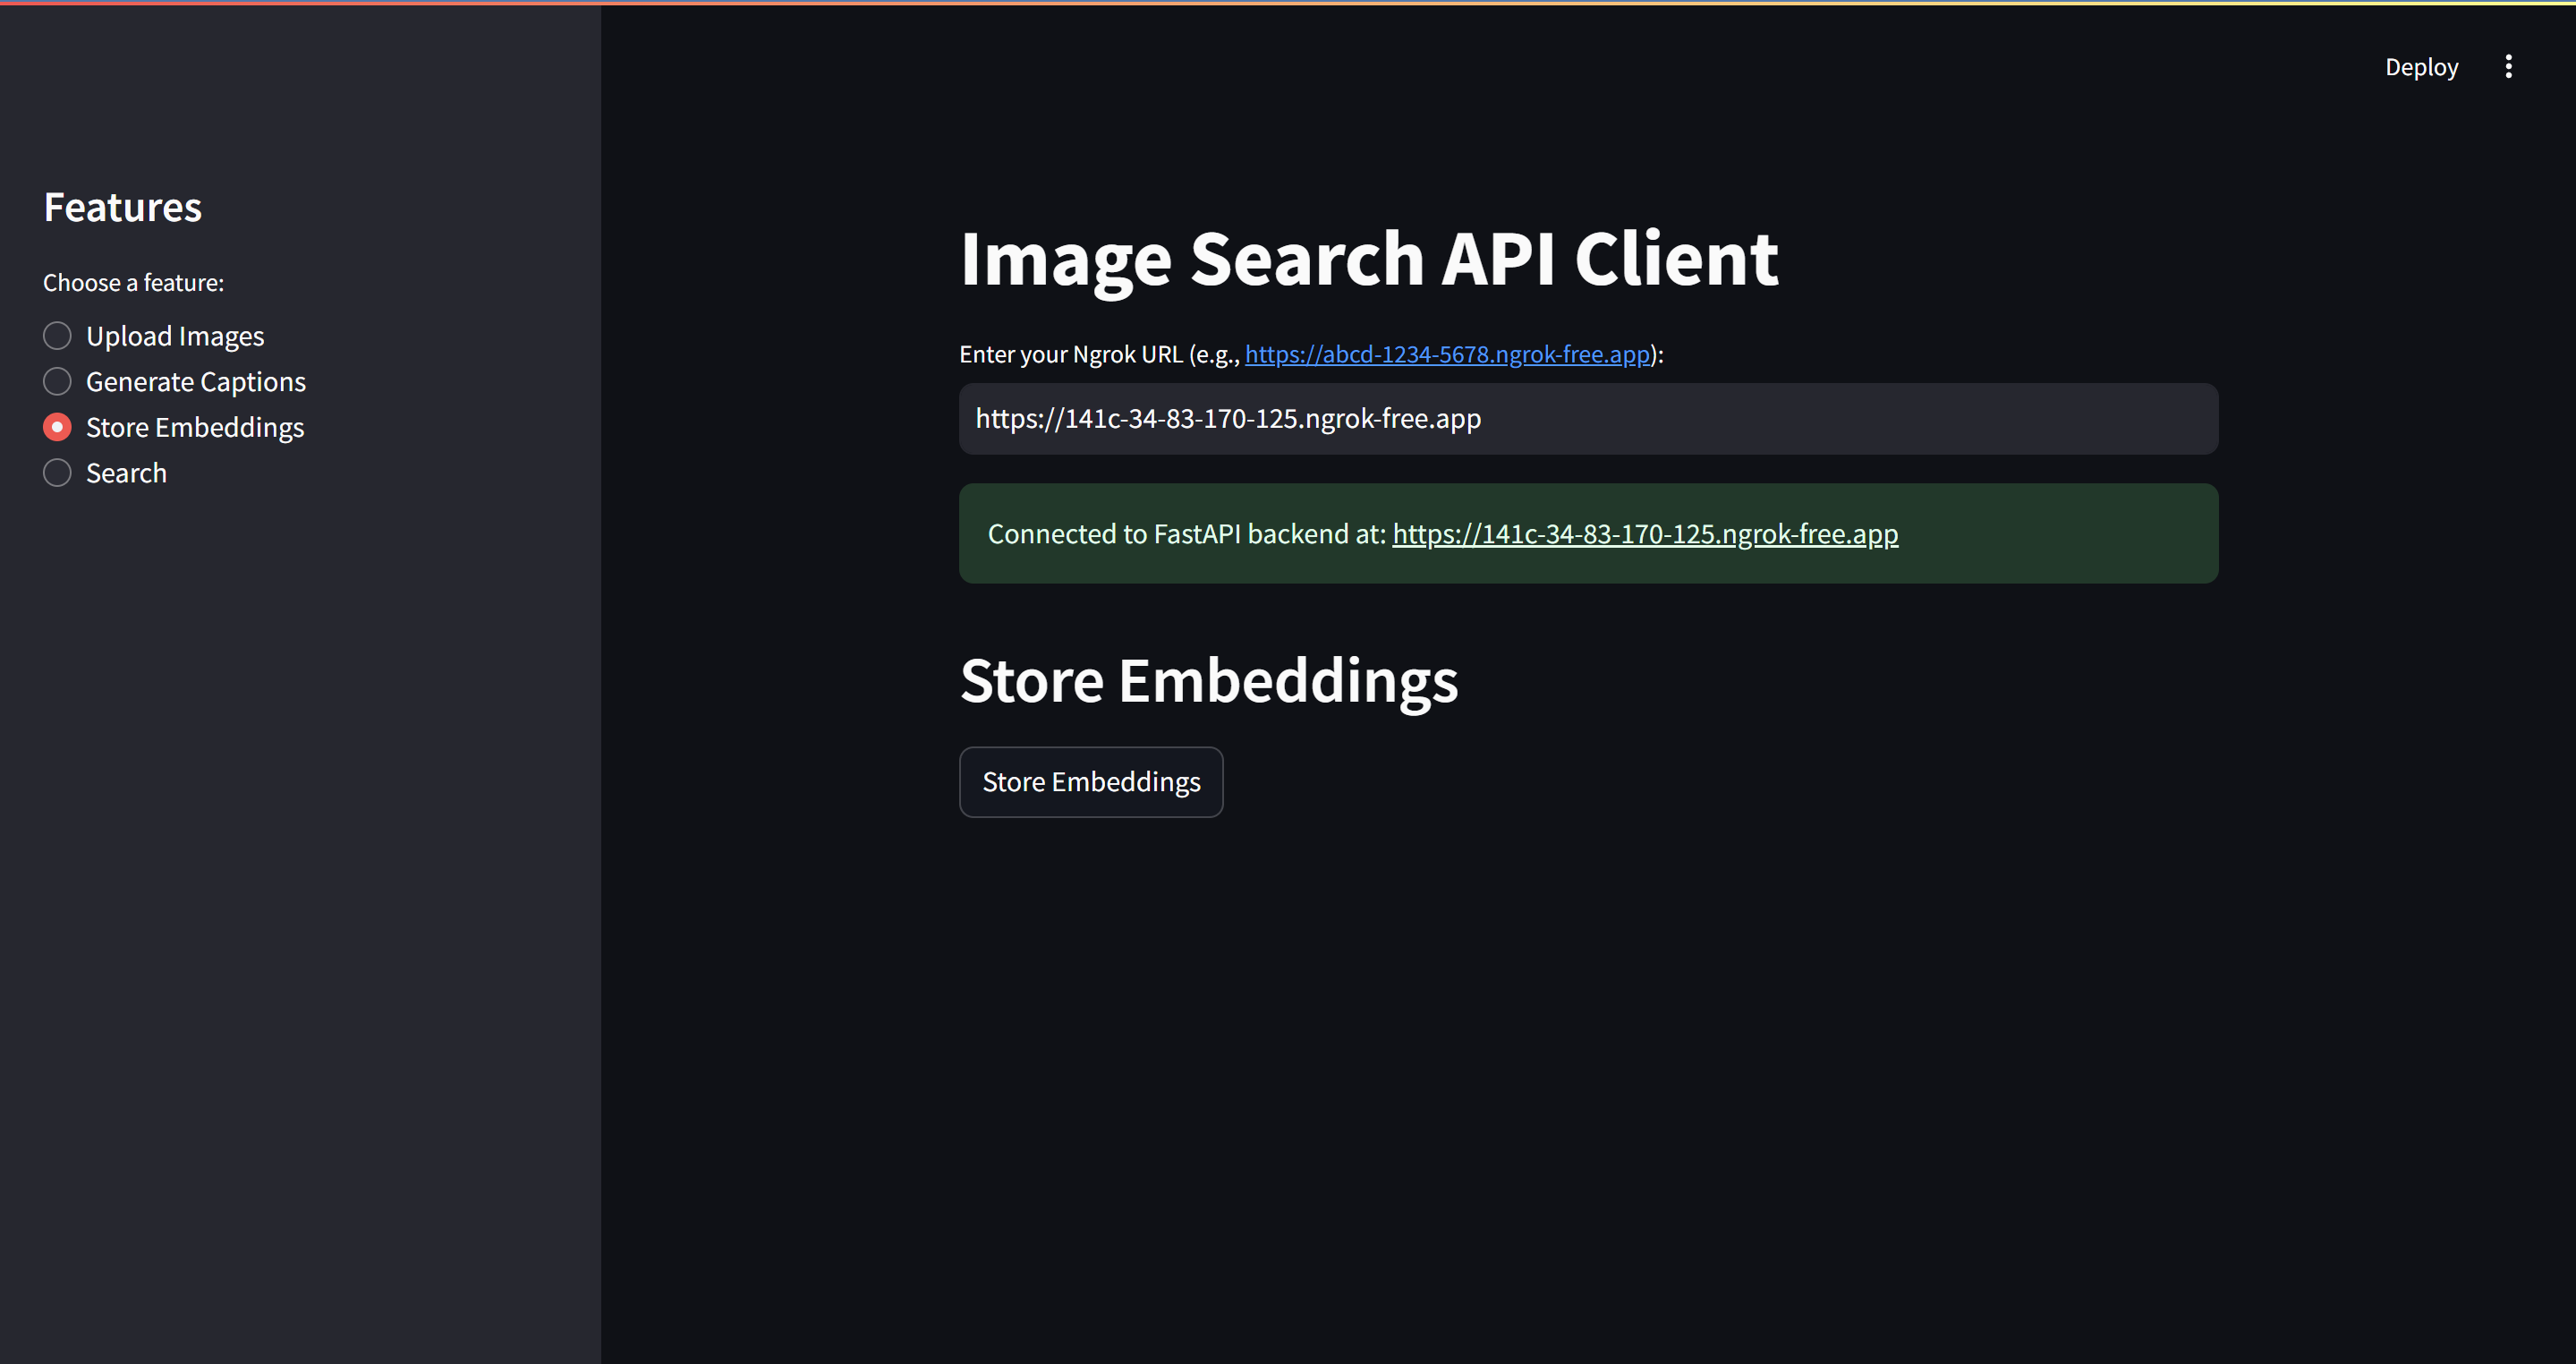 Deploy
Features
Choose a feature:
Upload Images
Generate Captions
Store Embeddings
Search
Image Search API Client
Enter your Ngrok URL (e.g., https://abcd-1234-5678.ngrok-free.app):
https://141c-34-83-170-125.ngrok-free.app
Connected to FastAPI backend at: https://141c-34-83-170-125.ngrok-free.app
Store Embeddings
Store Embeddings